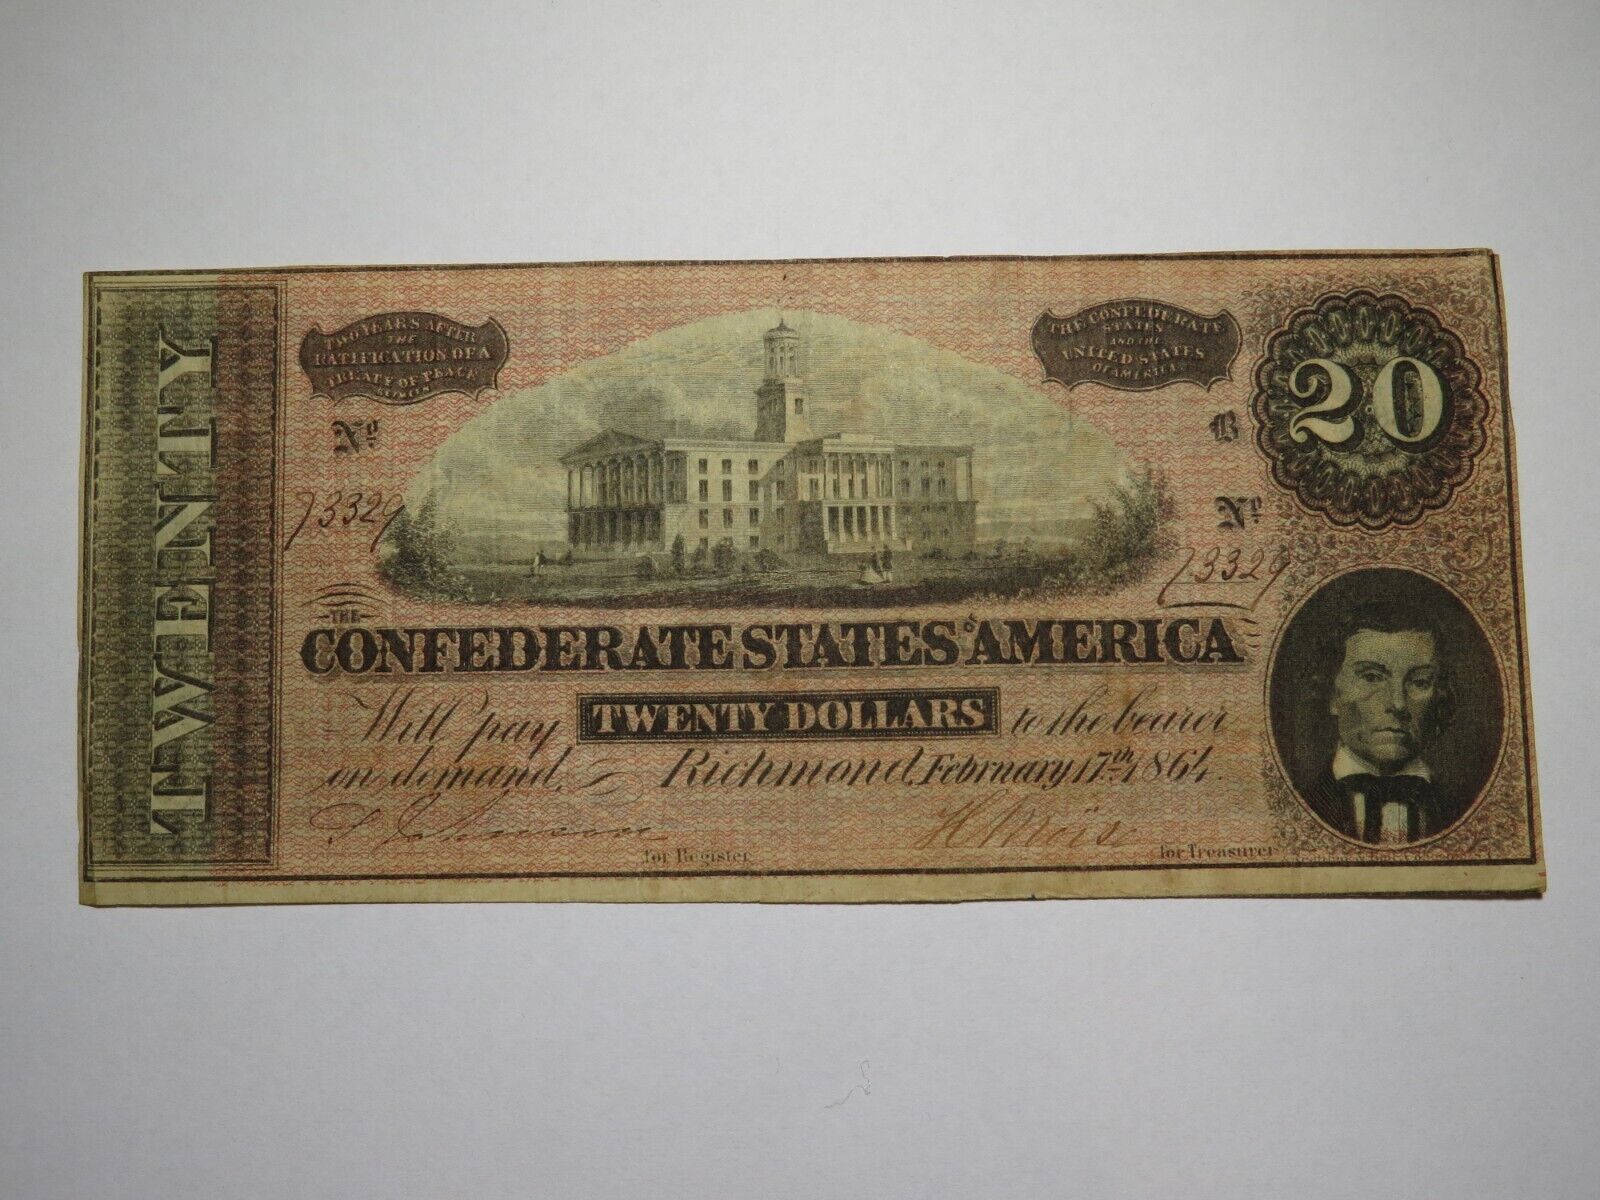 TWENTY
TWO YEARS AFTER
THE
RATIFICATION OF A
TREATY OF PEACE
BETWEEN
THE CONFEDERATE
STATES
AND THE
UNITED STATES
OF AMERICA
20
No
B
73329
No
73329
THE
CONFEDERATE STATES OF AMERICA
Will pay TWENTY DOLLARS to the bearer
on demand. Richmond, February 17th 1864.
for Register
for Treasurer